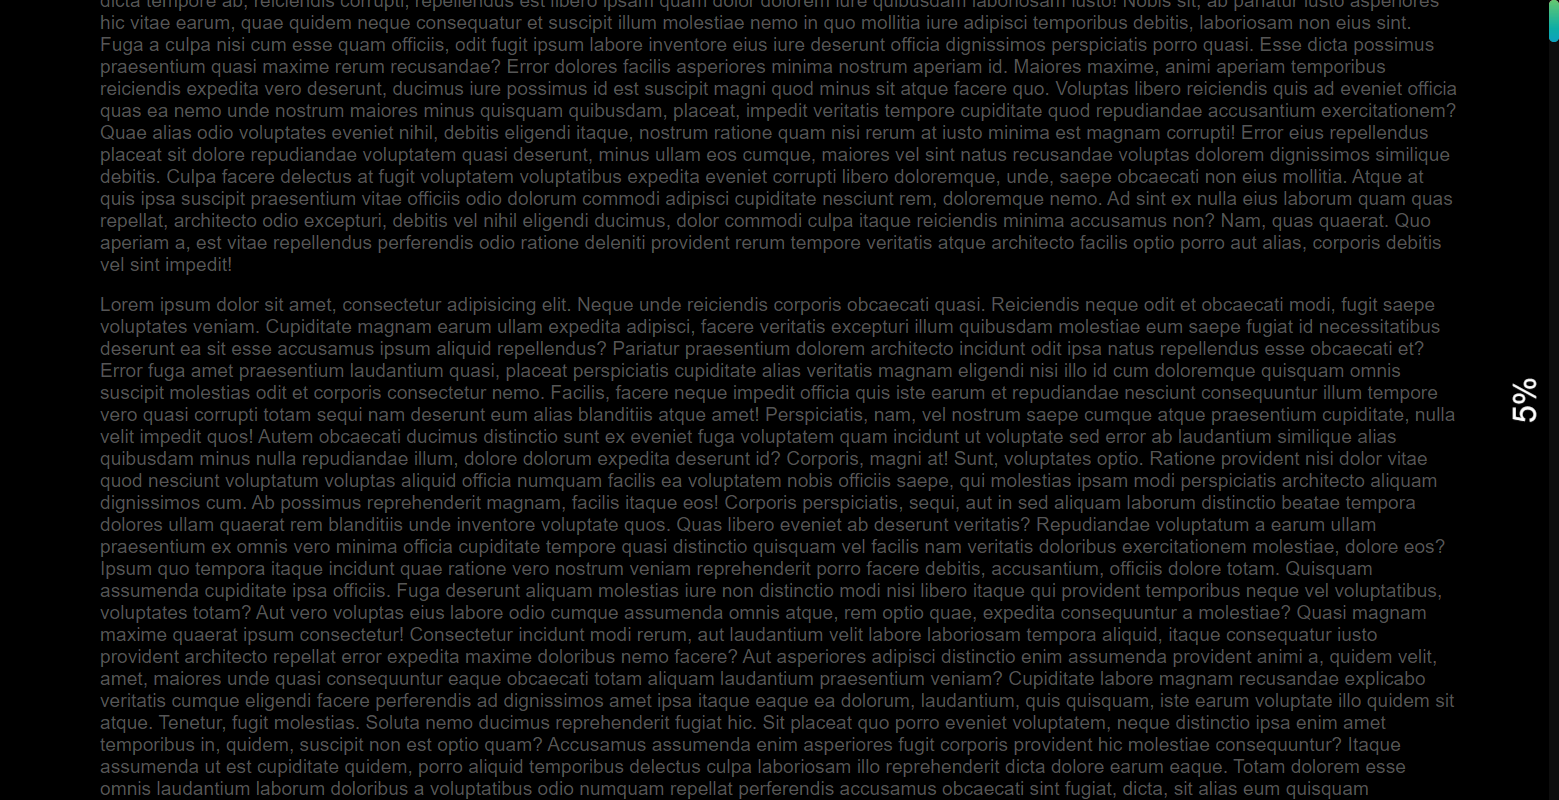 dicta tempore ab, reiciendis corrupti, repellendus est libero ipsam quam dolor dolorem iure quibusdam laboriosam iusto! Nobis sit, ab pariatur iusto asperiores
hic vitae earum, quae quidem neque consequatur et suscipit illum molestiae nemo in quo mollitia iure adipisci temporibus debitis, laboriosam non eius sint.
Fuga a culpa nisi cum esse quam officiis, odit fugit ipsum labore inventore eius iure deserunt officia dignissimos perspiciatis porro quasi. Esse dicta possimus
praesentium quasi maxime rerum recusandae? Error dolores facilis asperiores minima nostrum aperiam id. Maiores maxime, animi aperiam temporibus
reiciendis expedita vero deserunt, ducimus iure possimus id est suscipit magni quod minus sit atque facere quo. Voluptas libero reiciendis quis ad eveniet officia
quas ea nemo unde nostrum maiores minus quisquam quibusdam, placeat, impedit veritatis tempore cupiditate quod repudiandae accusantium exercitationem?
Quae alias odio voluptates eveniet nihil, debitis eligendi itaque, nostrum ratione quam nisi rerum at iusto minima est magnam corrupti! Error eius repellendus
placeat sit dolore repudiandae voluptatem quasi deserunt, minus ullam eos cumque, maiores vel sint natus recusandae voluptas dolorem dignissimos similique
debitis. Culpa facere delectus at fugit voluptatem voluptatibus expedita eveniet corrupti libero doloremque, unde, saepe obcaecati non eius mollitia. Atque at
quis ipsa suscipit praesentium vitae officiis odio dolorum commodi adipisci cupiditate nesciunt rem, doloremque nemo. Ad sint ex nulla eius laborum quam quas
repellat, architecto odio excepturi, debitis vel nihil eligendi ducimus, dolor commodi culpa itaque reiciendis minima accusamus non? Nam, quas quaerat. Quo
aperiam a, est vitae repellendus perferendis odio ratione deleniti provident rerum tempore veritatis atque architecto facilis optio porro aut alias, corporis debitis
vel sint impedit!
Lorem ipsum dolor sit amet, consectetur adipisicing elit. Neque unde reiciendis corporis obcaecati quasi. Reiciendis neque odit et obcaecati modi, fugit saepe
voluptates veniam. Cupiditate magnam earum ullam expedita adipisci, facere veritatis excepturi illum quibusdam molestiae eum saepe fugiat id necessitatibus
deserunt ea sit esse accusamus ipsum aliquid repellendus? Pariatur praesentium dolorem architecto incidunt odit ipsa natus repellendus esse obcaecati et?
Error fuga amet praesentium laudantium quasi, placeat perspiciatis cupiditate alias veritatis magnam eligendi nisi illo id cum doloremque quisquam omnis
suscipit molestias odit et corporis consectetur nemo. Facilis, facere neque impedit officia quis iste earum et repudiandae nesciunt consequuntur illum tempore
vero quasi corrupti totam sequi nam deserunt eum alias blanditiis atque amet! Perspiciatis, nam, vel nostrum saepe cumque atque praesentium cupiditate, nulla
velit impedit quos! Autem obcaecati ducimus distinctio sunt ex eveniet fuga voluptatem quam incidunt ut voluptate sed error ab laudantium similique alias
quibusdam minus nulla repudiandae illum, dolore dolorum expedita deserunt id? Corporis, magni at! Sunt, voluptates optio. Ratione provident nisi dolor vitae
quod nesciunt voluptatum voluptas aliquid officia numquam facilis ea voluptatem nobis officiis saepe, qui molestias ipsam modi perspiciatis architecto aliquam
dignissimos cum. Ab possimus reprehenderit magnam, facilis itaque eos! Corporis perspiciatis, sequi, aut in sed aliquam laborum distinctio beatae tempora
dolores ullam quaerat rem blanditiis unde inventore voluptate quos. Quas libero eveniet ab deserunt veritatis? Repudiandae voluptatum a earum ullam
praesentium ex omnis vero minima officia cupiditate tempore quasi distinctio quisquam vel facilis nam veritatis doloribus exercitationem molestiae, dolore eos?
Ipsum quo tempora itaque incidunt quae ratione vero nostrum veniam reprehenderit porro facere debitis, accusantium, officiis dolore totam. Quisquam
assumenda cupiditate ipsa officiis. Fuga deserunt aliquam molestias iure non distinctio modi nisi libero itaque qui provident temporibus neque vel voluptatibus,
voluptates totam? Aut vero voluptas eius labore odio cumque assumenda omnis atque, rem optio quae, expedita consequuntur a molestiae? Quasi magnam
maxime quaerat ipsum consectetur! Consectetur incidunt modi rerum, aut laudantium velit labore laboriosam tempora aliquid, itaque consequatur iusto
provident architecto repellat error expedita maxime doloribus nemo facere? Aut asperiores adipisci distinctio enim assumenda provident animi a, quidem velit,
amet, maiores unde quasi consequuntur eaque obcaecati totam aliquam laudantium praesentium veniam? Cupiditate labore magnam recusandae explicabo
veritatis cumque eligendi facere perferendis ad dignissimos amet ipsa itaque eaque ea dolorum, laudantium, quis quisquam, iste earum voluptate illo quidem sit
atque. Tenetur, fugit molestias. Soluta nemo ducimus reprehenderit fugiat hic. Sit placeat quo porro eveniet voluptatem, neque distinctio ipsa enim amet
temporibus in, quidem, suscipit non est optio quam? Accusamus assumenda enim asperiores fugit corporis provident hic molestiae consequuntur? Itaque
assumenda ut est cupiditate quidem, porro aliquid temporibus delectus culpa laboriosam illo reprehenderit dicta dolore earum eaque. Totam dolorem esse
omnis laudantium laborum doloribus a voluptatibus odio numquam repellat perferendis accusamus obcaecati sint fugiat, dicta, sit alias eum quisquam
5%